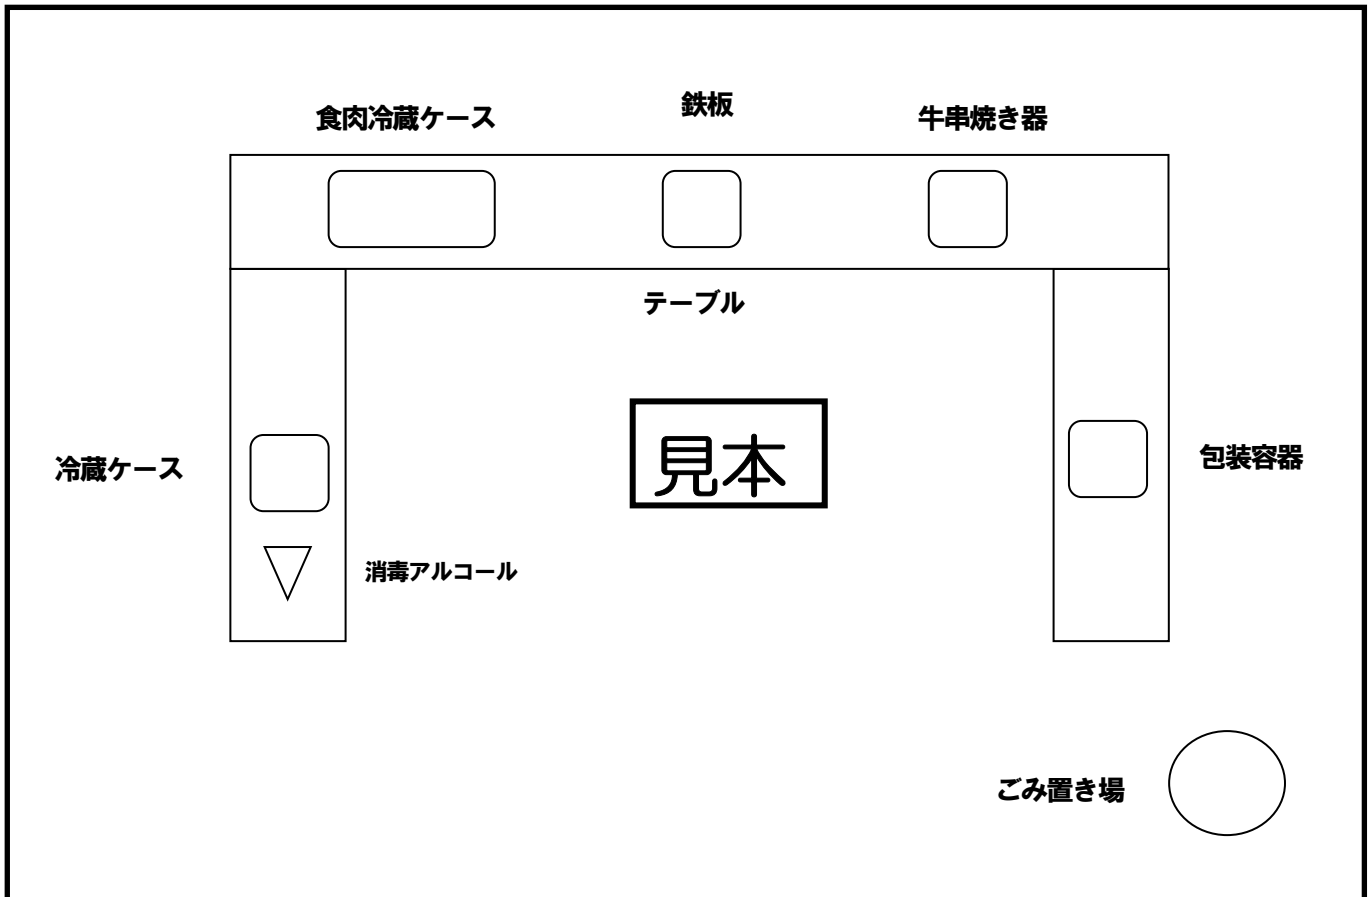 鉄板
食肉冷蔵ケース
牛串焼き器
テーブル
見本
冷蔵ケース
包装容器
消毒アルコール
ごみ置き場